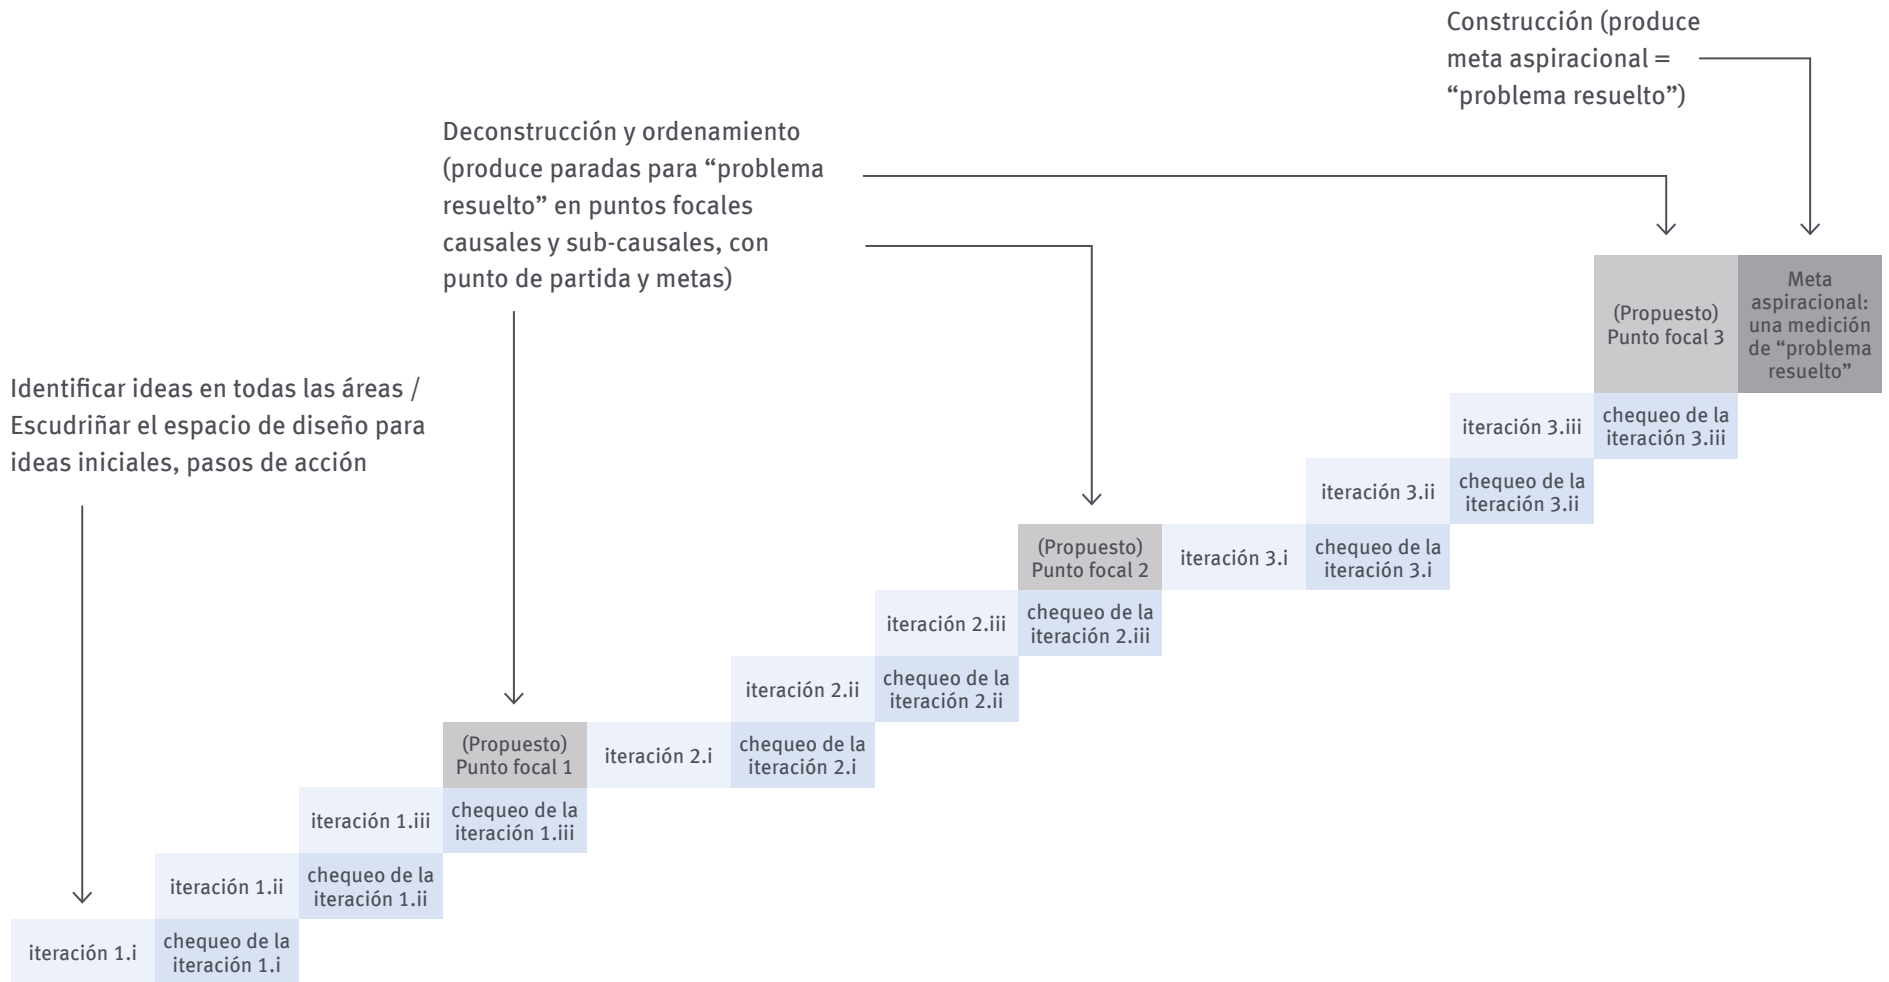 Construcción (produce
meta aspiracional =
“problema resuelto”)
Deconstrucción y ordenamiento
(produce paradas para “problema
resuelto” en puntos focales
causales y sub-causales, con
punto de partida y metas)
Identificar ideas en todas las áreas /
Escudriñar el espacio de diseño para
ideas iniciales, pasos de acción
(Propuesto)
Punto focal 3
Meta
aspiracional:
una medición
de “problema
resuelto”
iteración 3.iii
chequeo de la
iteración 3.iii
iteración 3.ii
chequeo de la
iteración 3.ii
(Propuesto)
Punto focal 2
iteración 3.i
chequeo de la
iteración 3.i
iteración 2.iii
chequeo de la
iteración 2.iii
iteración 2.ii
chequeo de la
iteración 2.ii
(Propuesto)
Punto focal 1
iteración 2.i
chequeo de la
iteración 2.i
iteración 1.iii
chequeo de la
iteración 1.iii
iteración 1.ii
chequeo de la
iteración 1.ii
iteración 1.i
chequeo de la
iteración 1.i